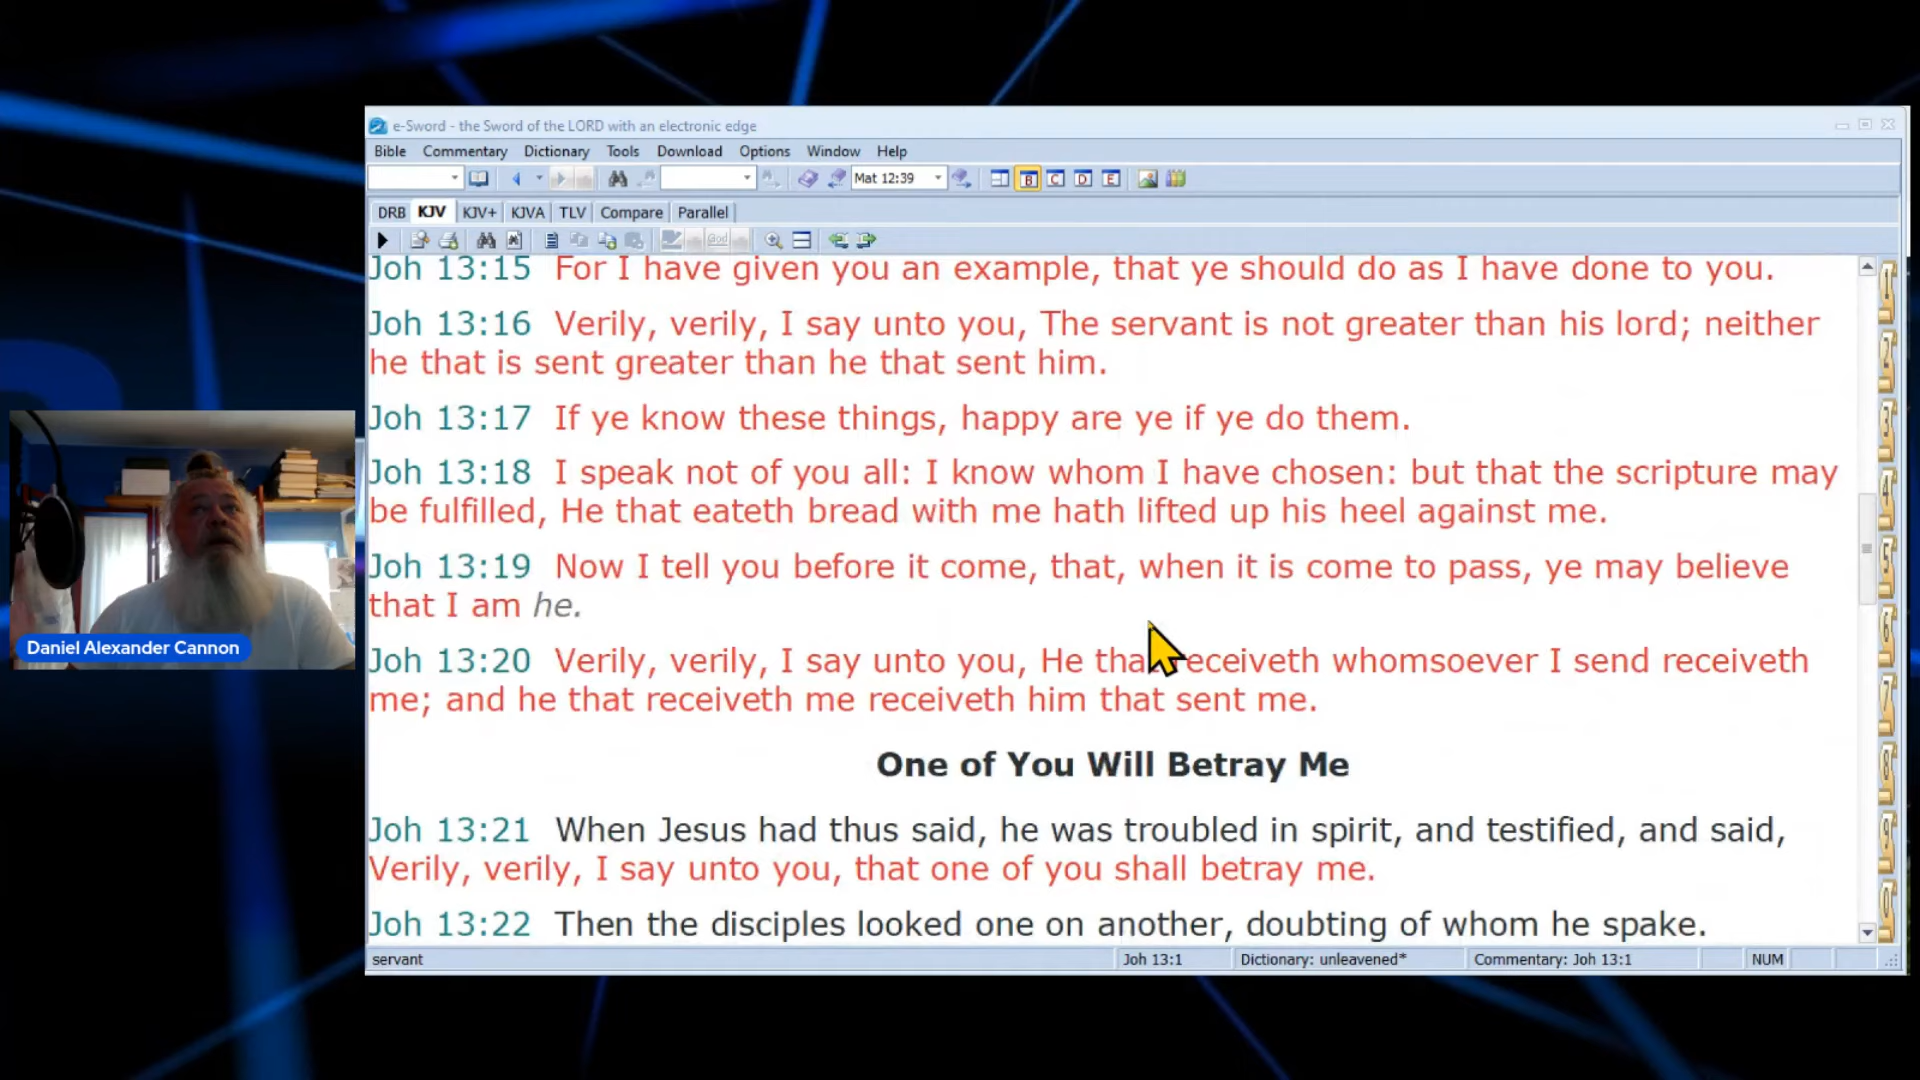 e-Sword - the Sword of the LORD with an electronic edge
Bible Commentary Dictionary Tools Download Options Window Help
Mat 12:39
B C D E
DRB KJV KJV+ KJVA TLV Compare Parallel
God
Joh 13:15 For I have given you an example, that ye should do as I have done to you.
Joh 13:16 Verily, verily, I say unto you, The servant is not greater than his lord; neither
he that is sent greater than he that sent him.
Joh 13:17 If ye know these things, happy are ye if ye do them.
Joh 13:18 I speak not of you all: I know whom I have chosen: but that the scripture may
be fulfilled, He that eateth bread with me hath lifted up his heel against me.
Joh 13:19 Now I tell you before it come, that, when it is come to pass, ye may believe
that I am he.
Joh 13:20 Verily, verily, I say unto you, He that receiveth whomsoever I send receiveth
me; and he that receiveth me receiveth him that sent me.
One of You Will Betray Me
Joh 13:21 When Jesus had thus said, he was troubled in spirit, and testified, and said,
Verily, verily, I say unto you, that one of you shall betray me.
Joh 13:22 Then the disciples looked one on another, doubting of whom he spake.
servant Joh 13:1 Dictionary: unleavened* Commentary: Joh 13:1 NUM
1
2
3
4
5
6
7
8
9
0
Daniel Alexander Cannon